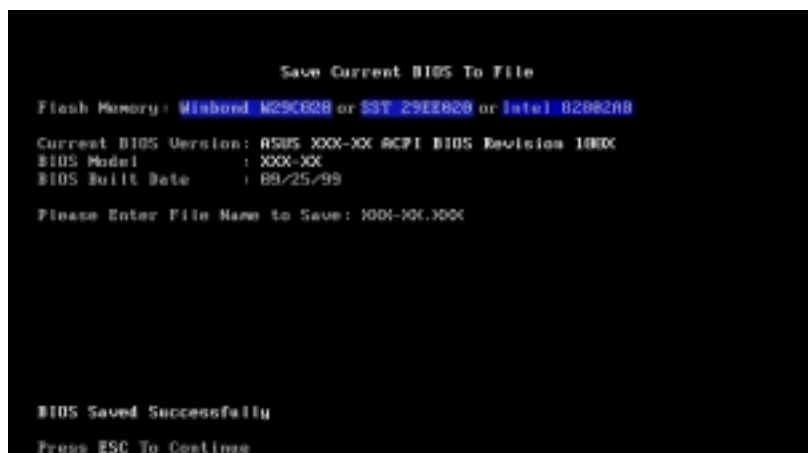 Save Current BIOS To File
Flash Memory: Winbond W29C020 or SST 29EE020 or Intel 82802AB
Current BIOS Version: ASUS XXX-XX ACPI BIOS Revision 100X
BIOS Model : XXX-XX
BIOS Built Date : 09/25/99
Please Enter File Name to Save: XXX-XX.XXX
BIOS Saved Successfully
Press ESC To Continue